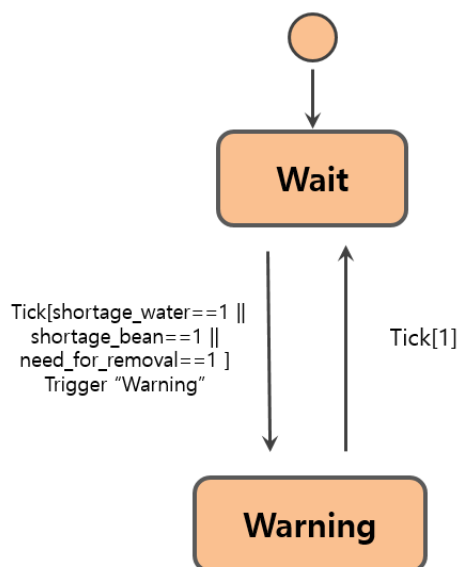 Wait
Tick[shortage_water==1 ||
shortage_bean==1 ||
need_for_removal==1 ]
Trigger “Warning”
Tick[1]
Warning